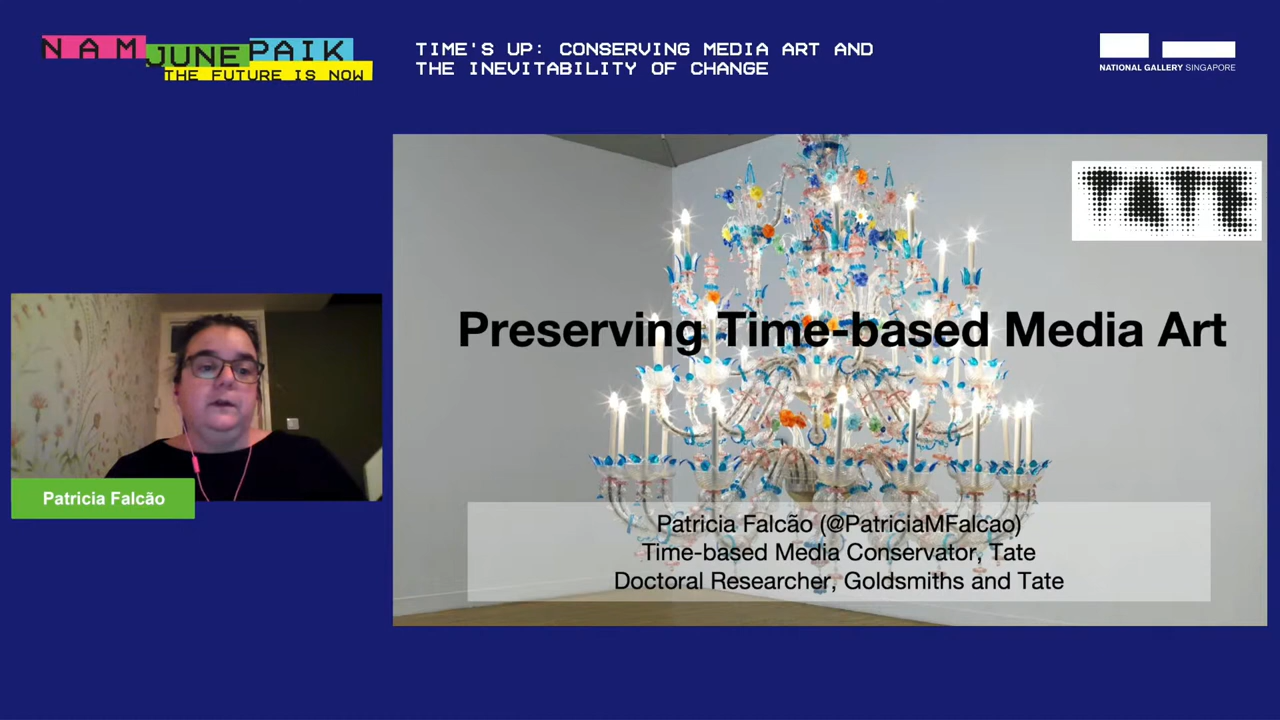 NAM JUNE PAIK
THE FUTURE IS NOW
TIME'S UP: CONSERVING MEDIA ART AND
THE INEVITABILITY OF CHANGE
NATIONAL GALLERY SINGAPORE
TATE
Preserving Time-based Media Art
Patricia Falcão
Patricia Falcão (@PatriciaMFalcao)
Time-based Media Conservator, Tate
Doctoral Researcher, Goldsmiths and Tate